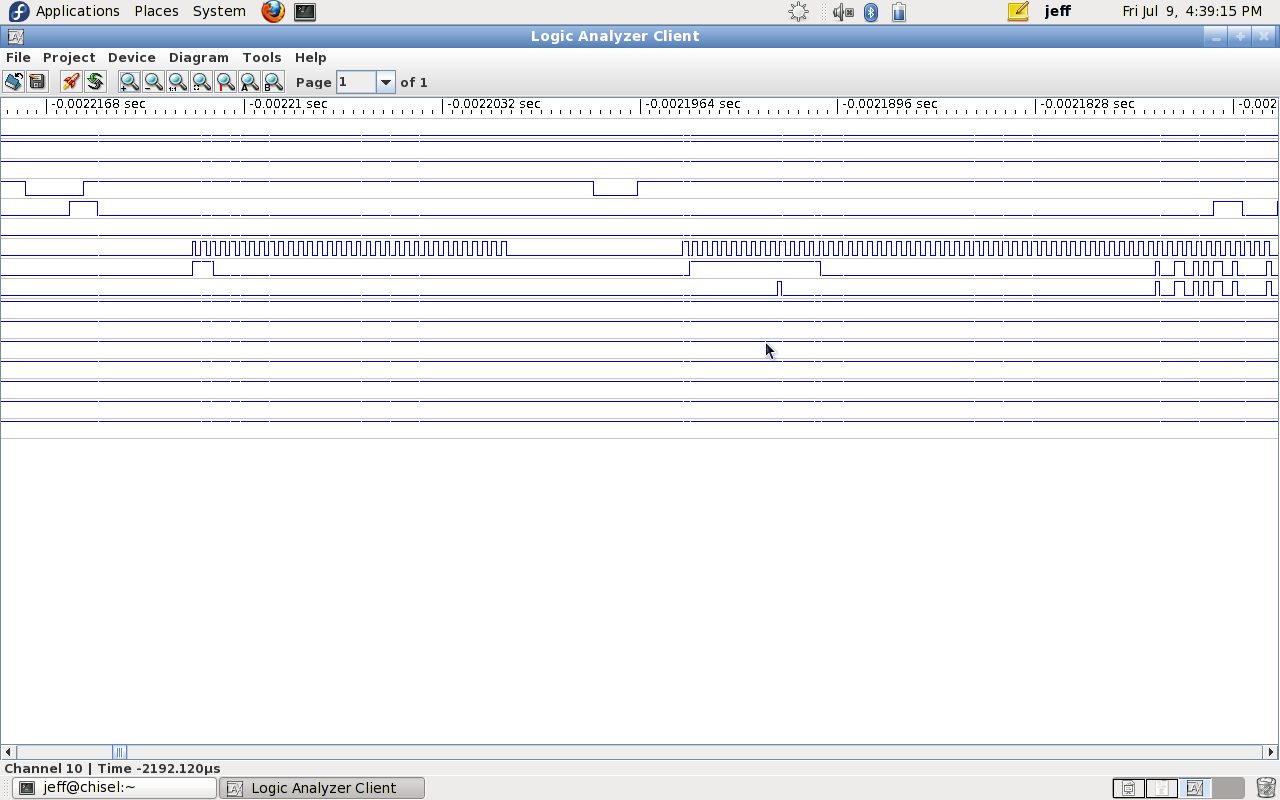 Applications Places System jeff Fri Jul 9, 4:39:15 PM
Logic Analyzer Client
File Project Device Diagram Tools Help
Page 1 of 1
-0.0022168 sec -0.00221 sec -0.0022032 sec -0.0021964 sec -0.0021896 sec -0.0021828 sec -0.002
Channel 10 | Time -2192.120µs
jeff@chisel:~ Logic Analyzer Client